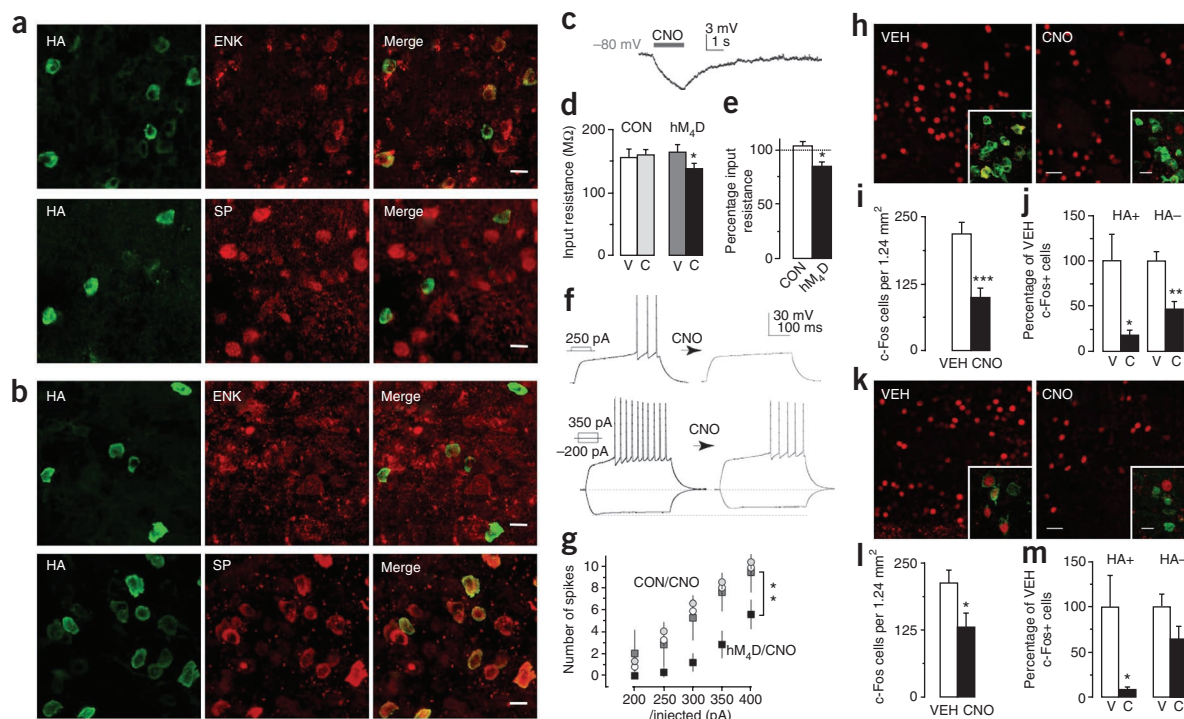 a
HA
ENK
Merge
HA
SP
Merge
b
HA
ENK
Merge
HA
SP
Merge
c
–80 mV
CNO
3 mV
1 s
d
CON
hM4D
Input resistance (MΩ)
200
150
100
50
0
*
V C
V C
e
Percentage input
resistance
100
50
0
*
CON
hM4D
f
250 pA
CNO
30 mV
100 ms
350 pA
–200 pA
CNO
g
Number of spikes
10
8
6
4
2
0
CON/CNO
hM4D/CNO
*
*
200
250
300
350
400
/injected (pA)
h
VEH
CNO
i
c-Fos cells per 1.24 mm2
250
125
0
***
VEH CNO
j
HA+
HA–
Percentage of VEH
c-Fos+ cells
150
100
50
0
*
**
V C
V C
k
VEH
CNO
l
c-Fos cells per 1.24 mm2
250
125
0
*
VEH CNO
m
HA+
HA–
Percentage of VEH
c-Fos+ cells
150
100
50
0
*
V C
V C